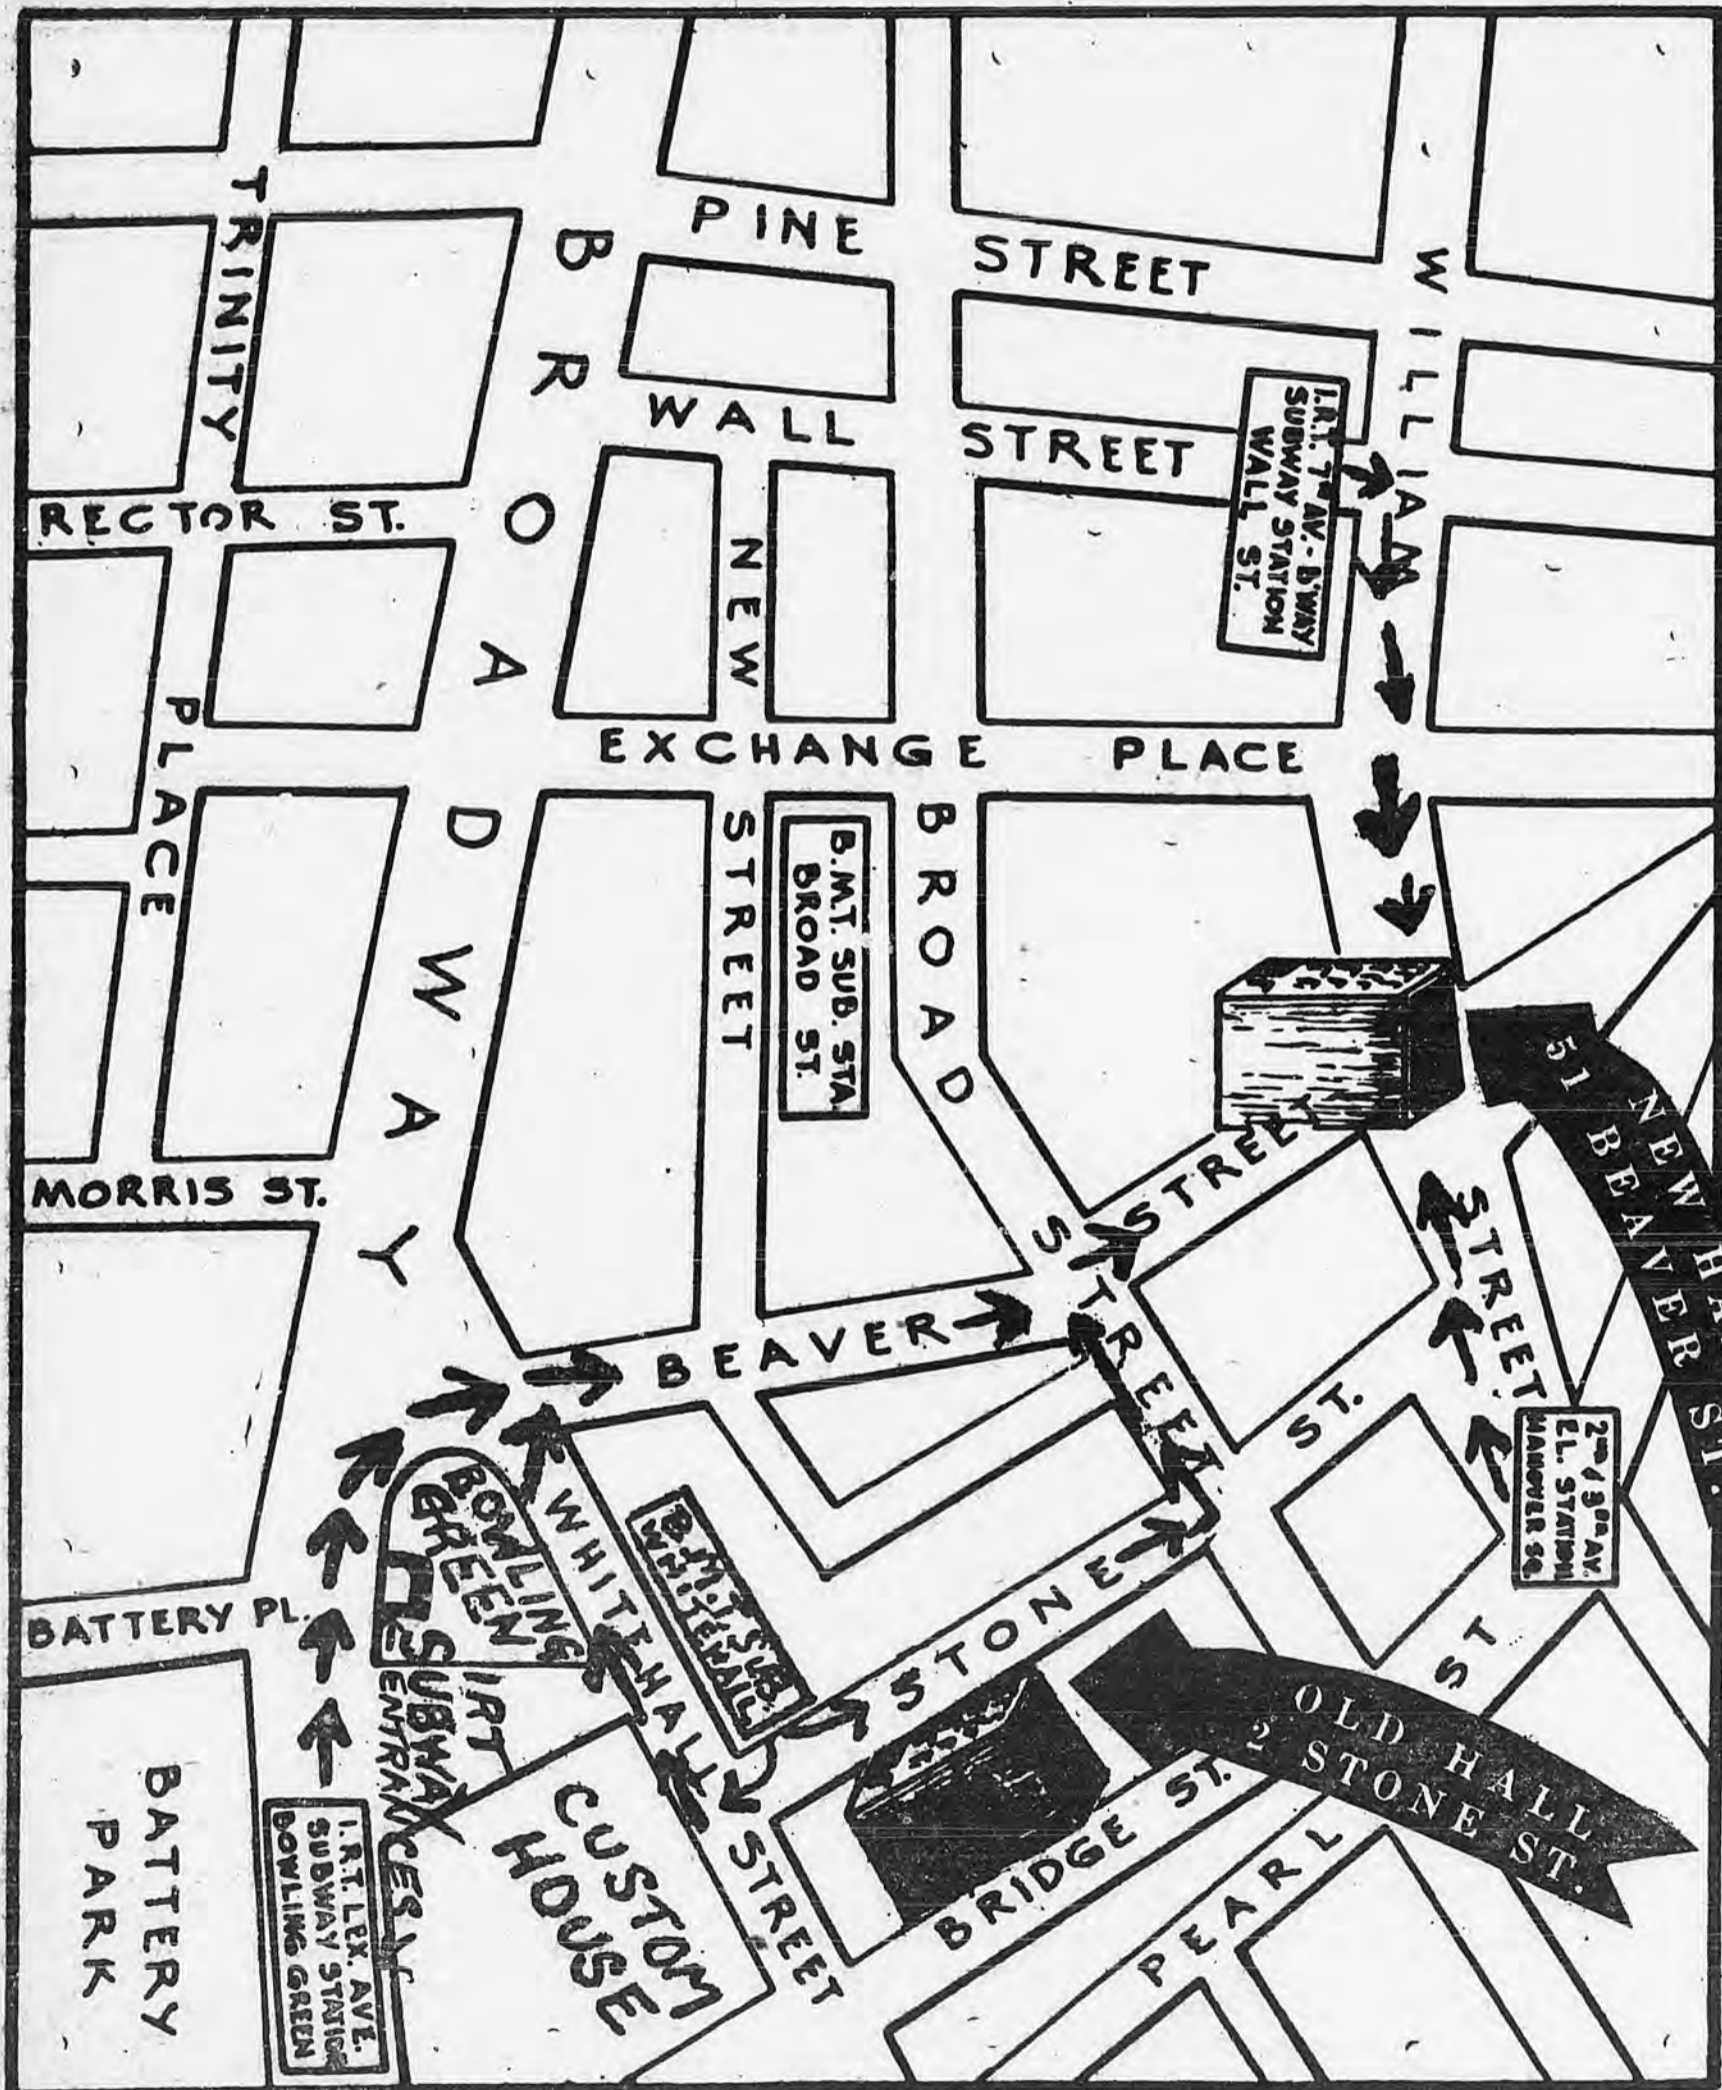 PINE STREET
WALL STREET
RECTOR ST.
TRINITY PLACE
BROADWAY
NEW STREET
WILLIAM STREET
I.R.T. 7TH AV.-B'WAY
SUBWAY STATION
WALL ST.
EXCHANGE PLACE
BROAD STREET
B.M.T. SUB. STA
BROAD ST.
MORRIS ST.
BEAVER STREET
51 BEAVER ST.
NEW
2ND & 3RD AV.
EL. STATION
HANOVER SQ.
BOWLING
GREEN
WHITEHALL STREET
B.M.T. SUB.
WHITEHALL
STONE ST.
BATTERY PL.
IRT
SUBWAY
ENTRANCES
OLD HALL
2 STONE ST.
BRIDGE ST.
PEARL ST
CUSTOM
HOUSE
BATTERY
PARK
I.R.T. LEX. AVE.
SUBWAY STATION
BOWLING GREEN